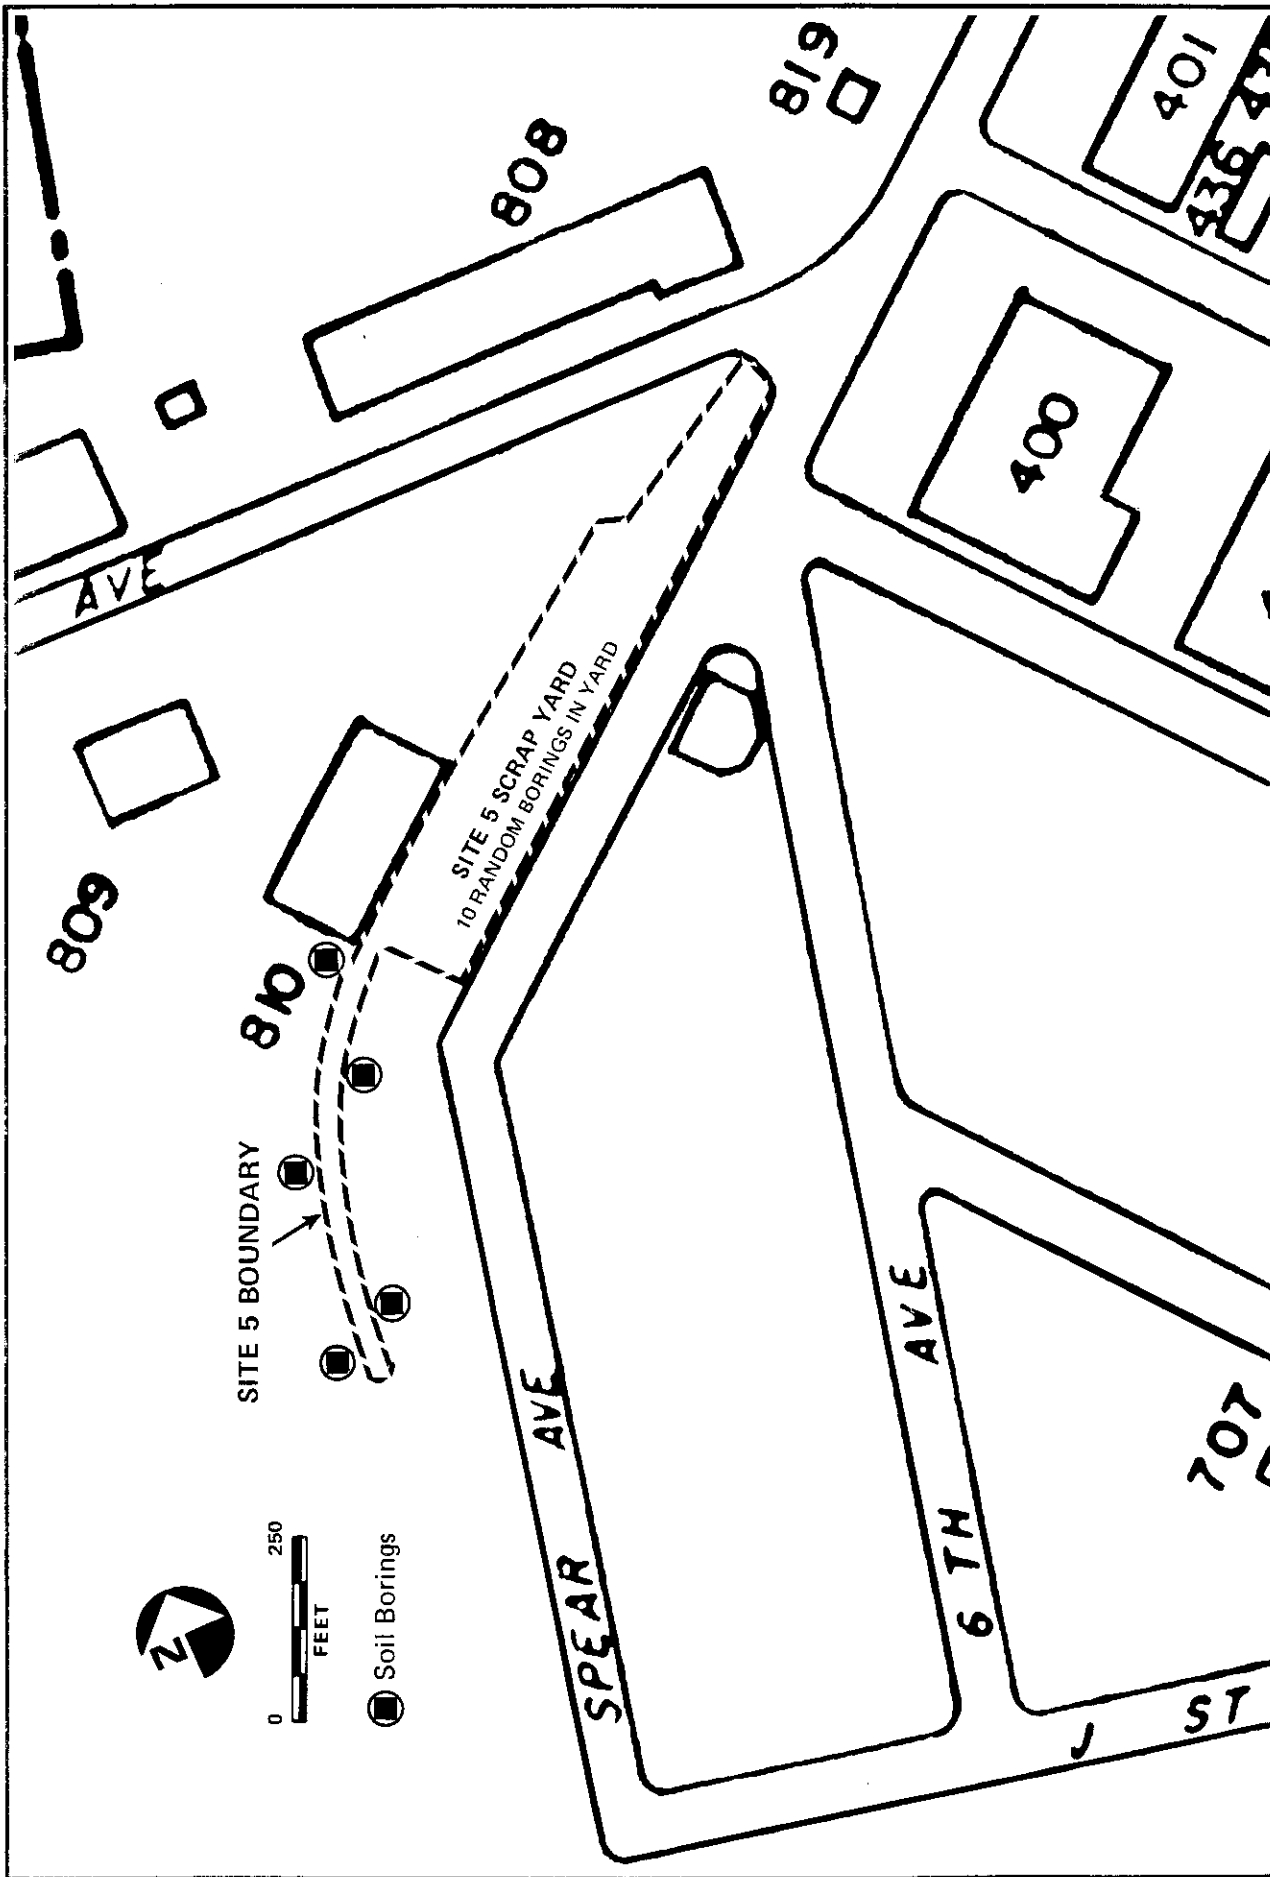 819
808
401
436
43
400
AVE
SITE 5 SCRAP YARD
10 RANDOM BORINGS IN YARD
809
810
SITE 5 BOUNDARY
SPEAR AVE
6 TH AVE
707
J ST
N
0 250
FEET
Soil Borings